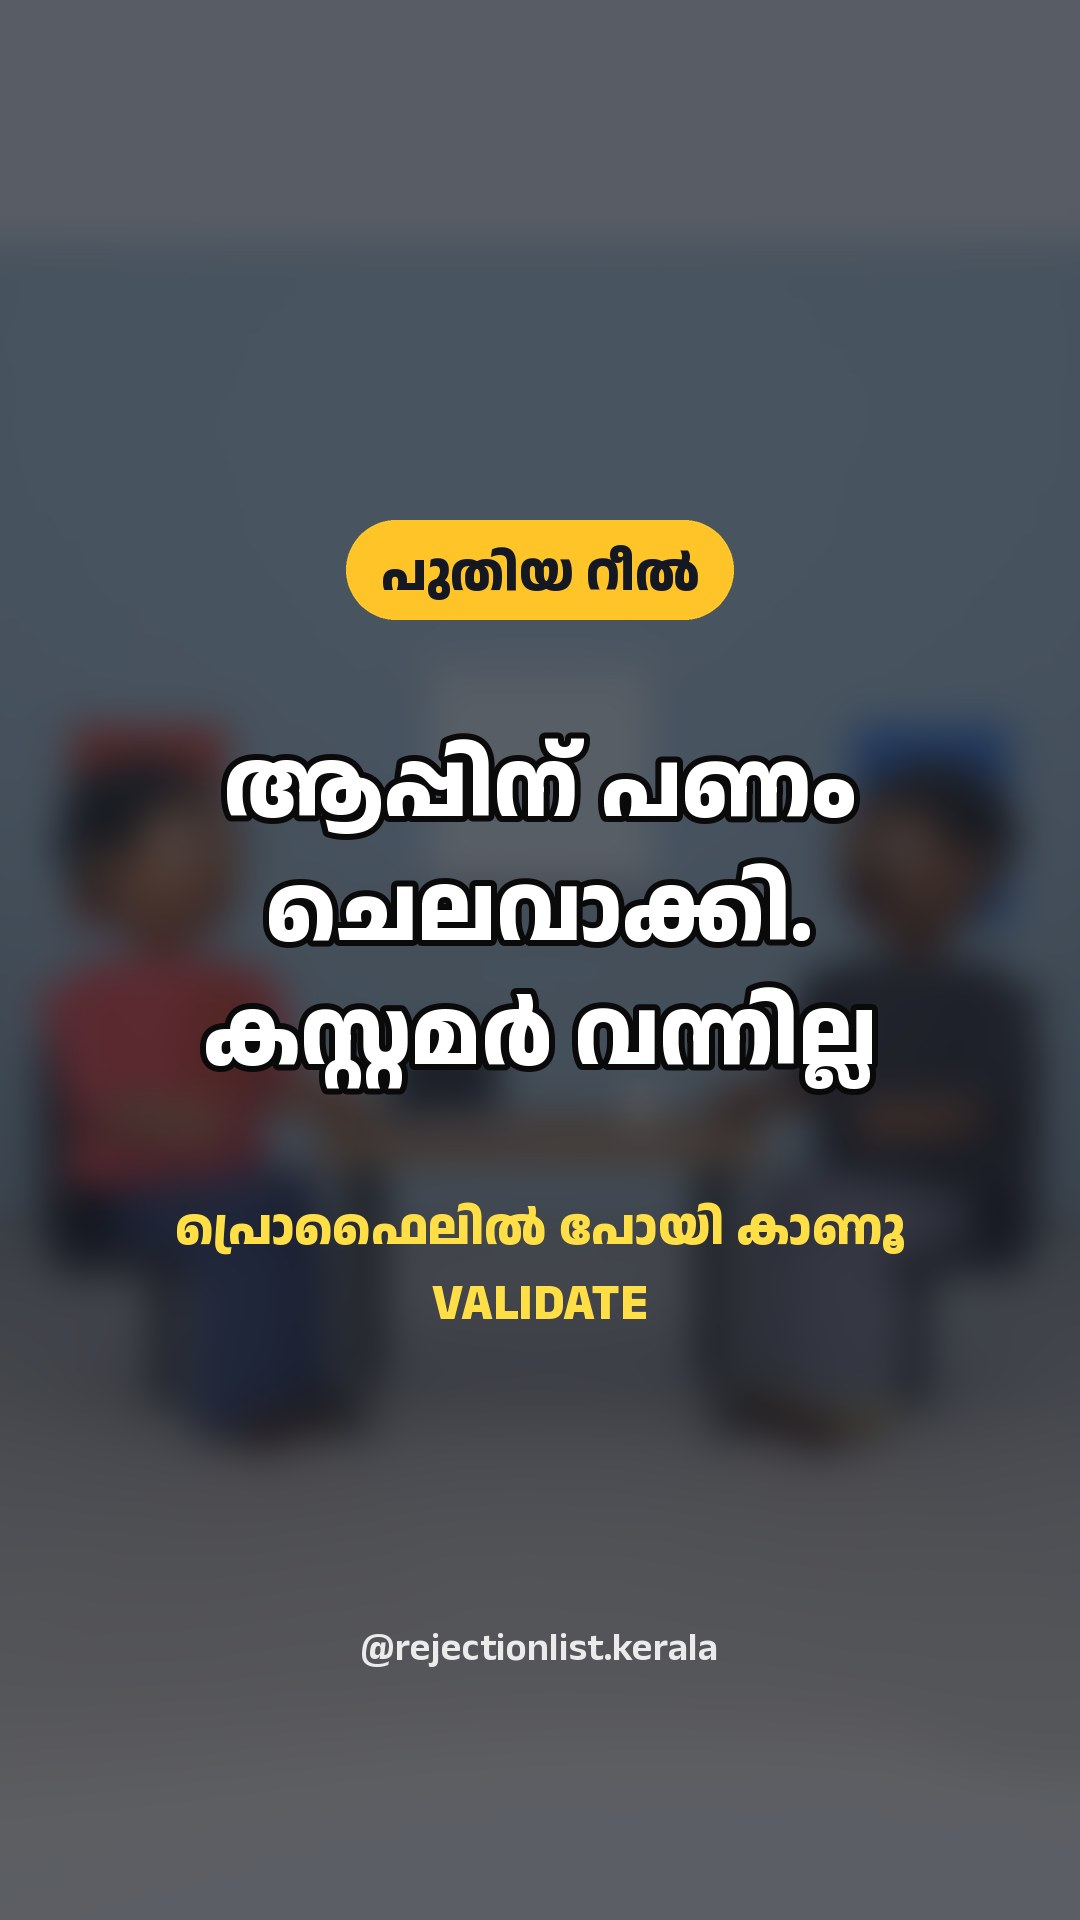 പുതിയ റീൽ
ആപ്പിന് പണം
ചെലവാക്കി.
കസ്റ്റമർ വന്നില്ല
പ്രൊഫൈലിൽ പോയി കാണൂ
VALIDATE
@rejectionlist.kerala